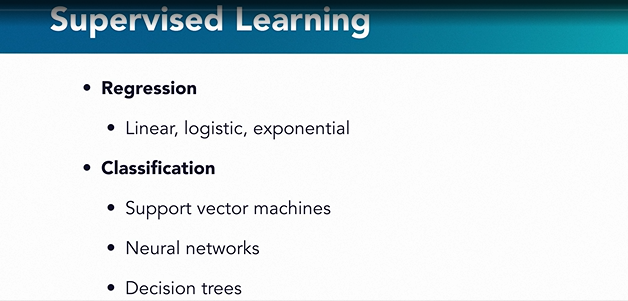 Supervised Learning
• Regression
• Linear, logistic, exponential
• Classification
• Support vector machines
• Neural networks
• Decision trees